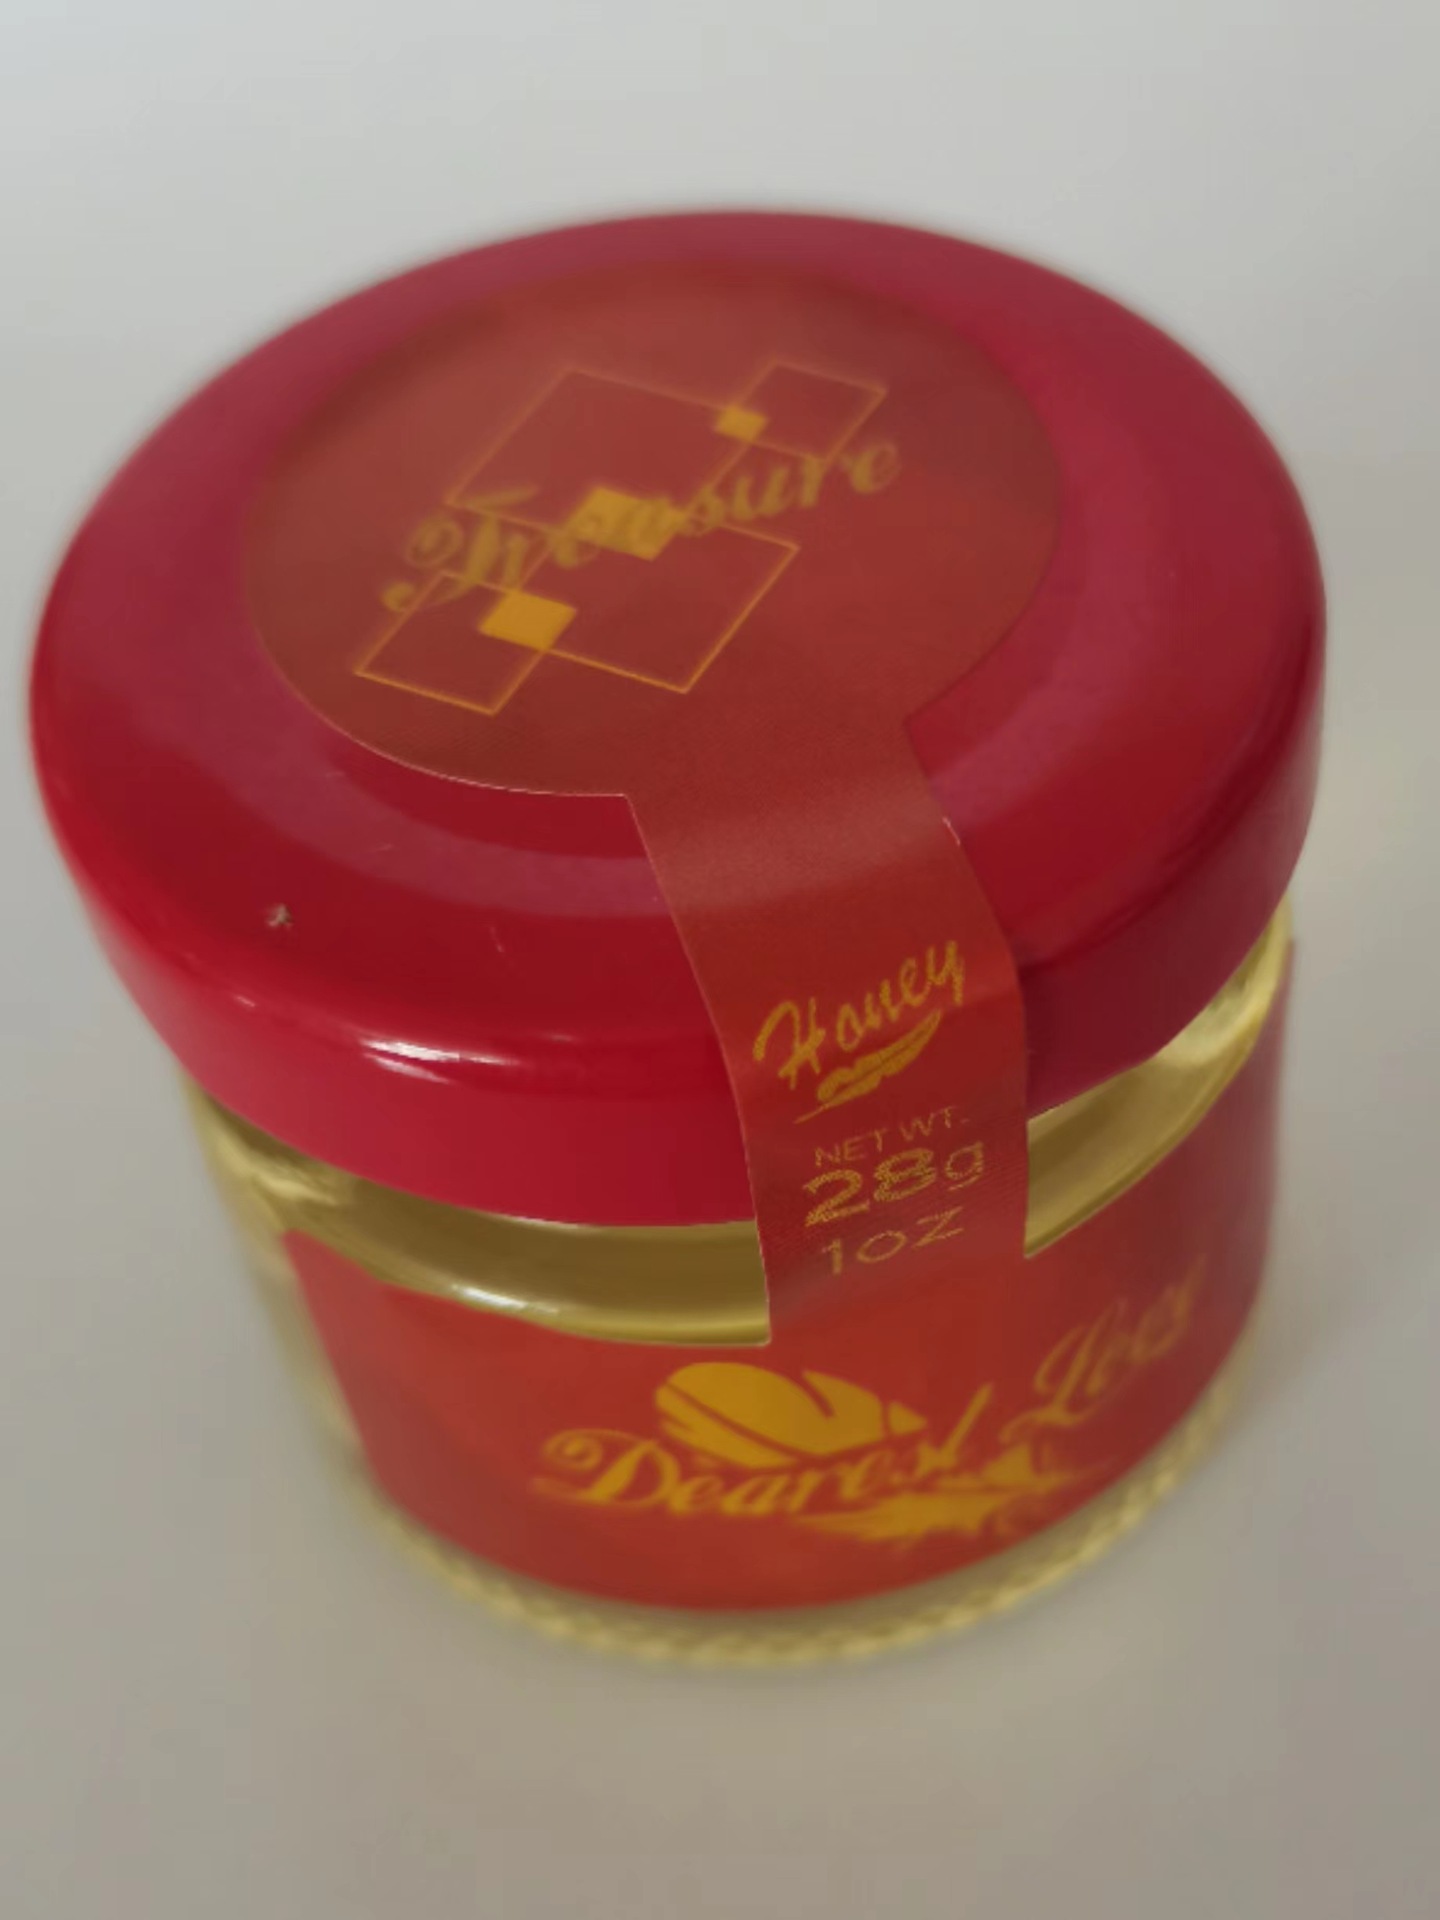 Treasure
Honey
NET WT.
28g
1OZ
Dearest